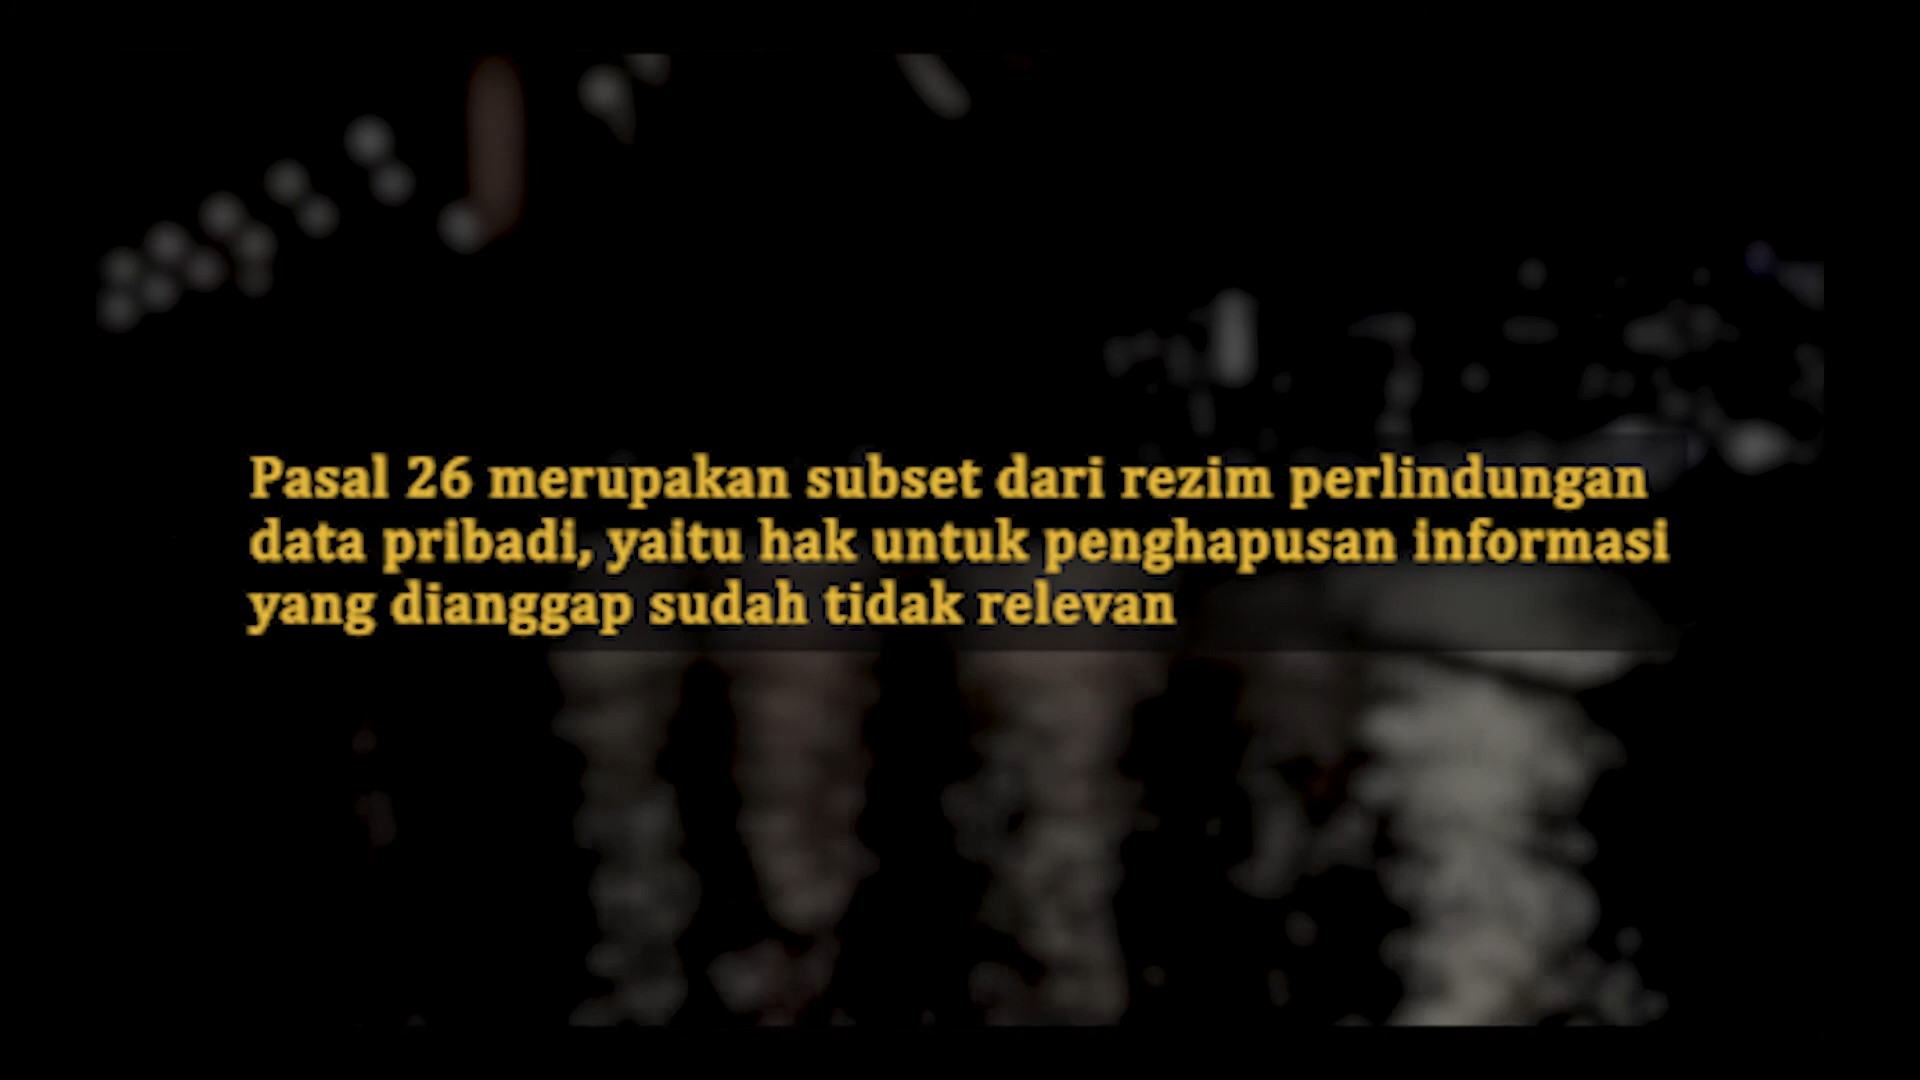 Pasal 26 merupakan subset dari rezim perlindungan
data pribadi, yaitu hak untuk penghapusan informasi
yang dianggap sudah tidak relevan